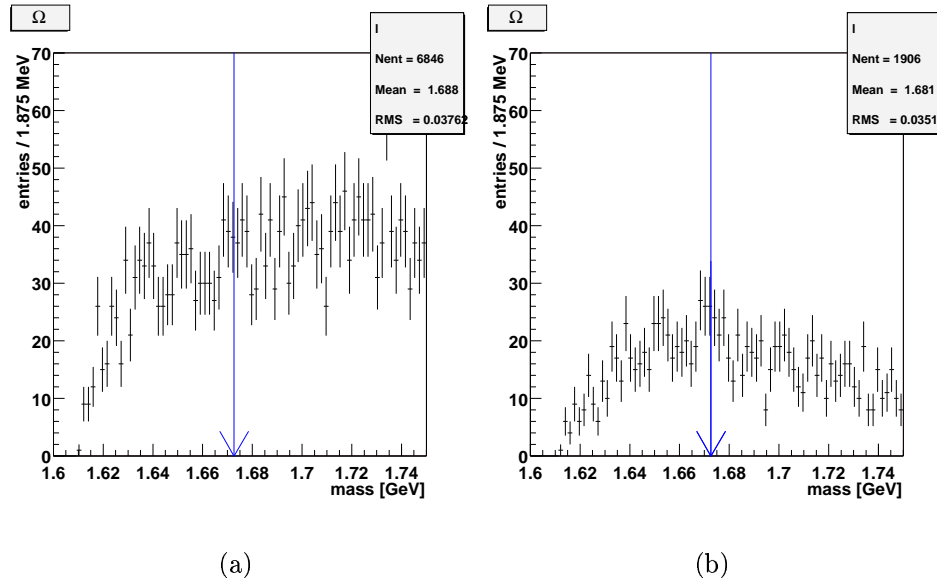 Ω
I
Nent = 6846
Mean = 1.688
RMS = 0.03762
entries / 1.875 MeV
70
60
50
40
30
20
10
0
1.6 1.62 1.64 1.66 1.68 1.7 1.72 1.74
mass [GeV]
(a)
Ω
I
Nent = 1906
Mean = 1.681
RMS = 0.0351
entries / 1.875 MeV
70
60
50
40
30
20
10
0
1.6 1.62 1.64 1.66 1.68 1.7 1.72 1.74
mass [GeV]
(b)